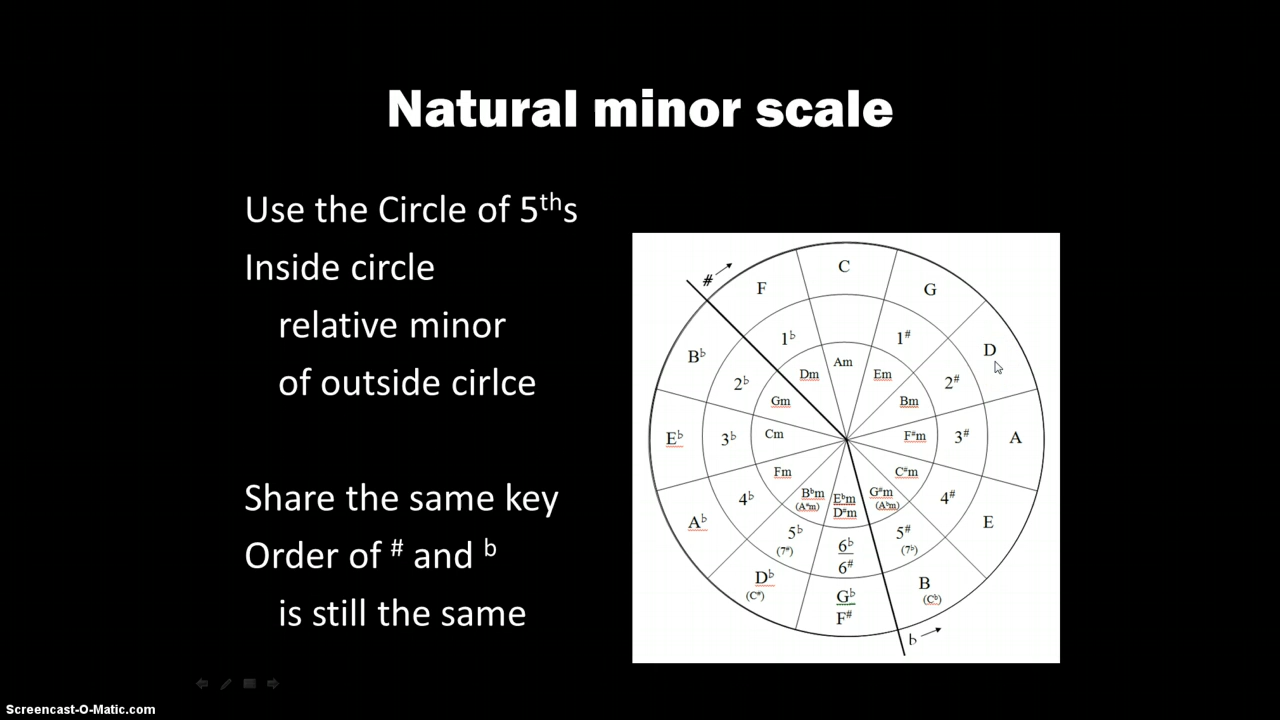 Natural minor scale
Use the Circle of 5ths
Inside circle
relative minor
of outside cirlce
Share the same key
Order of # and b
is still the same
#
C
F
G
Bb
D
Eb
A
Ab
E
Db
(C#)
Gb
F#
B
(Cb)
b
1b
1#
2b
2#
3b
3#
4b
4#
5b
(7#)
6b
6#
5#
(7b)
Am
Dm
Em
Gm
Bm
Cm
F#m
Fm
C#m
Bbm
(A#m)
Ebm
D#m
G#m
(Abm)
Screencast-O-Matic.com